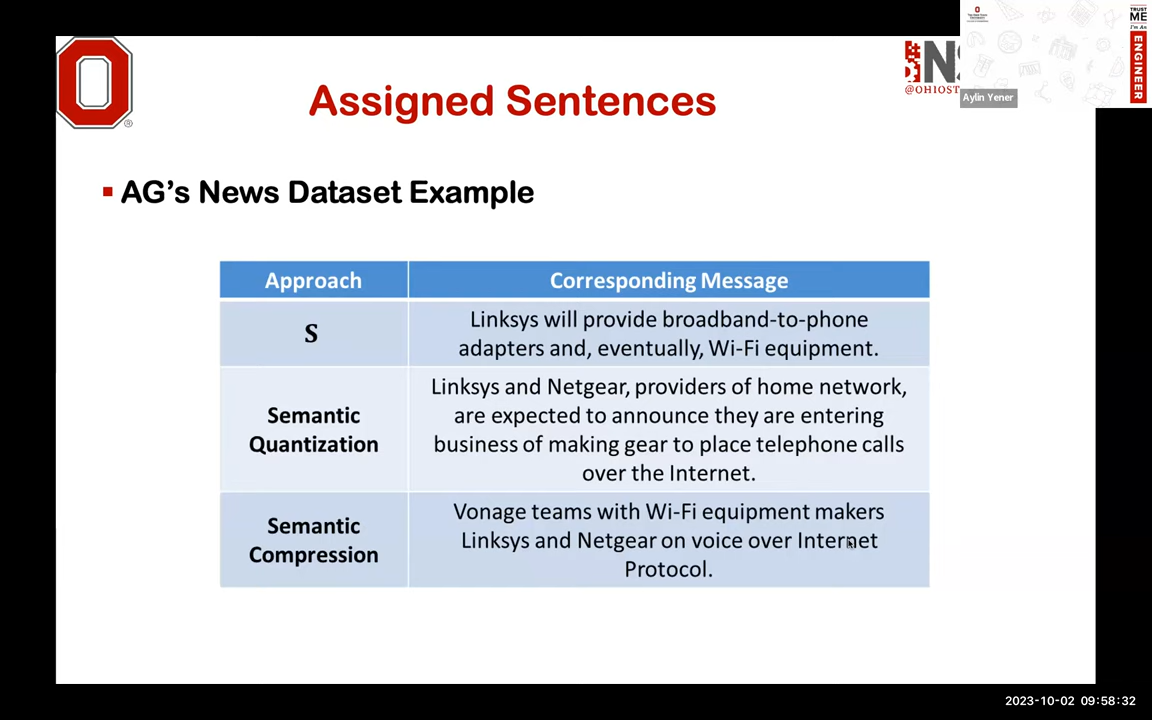 TRUST
ME
I'm An
ENGINEER
@OHIOST
Aylin Yener
Assigned Sentences
AG's News Dataset Example
Approach
Corresponding Message
S
Linksys will provide broadband-to-phone
adapters and, eventually, Wi-Fi equipment.
Semantic
Quantization
Linksys and Netgear, providers of home network,
are expected to announce they are entering
business of making gear to place telephone calls
over the Internet.
Semantic
Compression
Vonage teams with Wi-Fi equipment makers
Linksys and Netgear on voice over Internet
Protocol.
2023-10-02 09:58:32